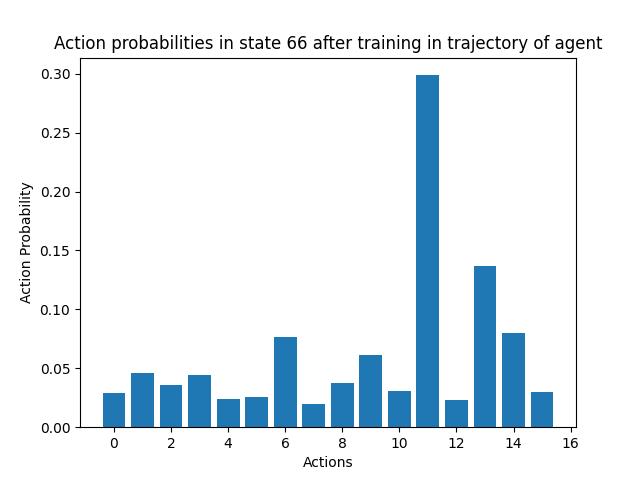 Action probabilities in state 66 after training in trajectory of agent
0.30
0.25
0.20
0.15
0.10
0.05
0.00
Action Probability
0 2 4 6 8 10 12 14 16
Actions